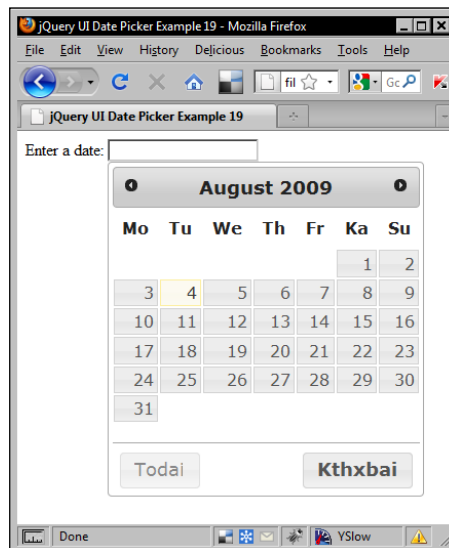 jQuery UI Date Picker Example 19 - Mozilla Firefox
File Edit View History Delicious Bookmarks Tools Help
fil Gc
jQuery UI Date Picker Example 19
Enter a date:
August 2009
Mo Tu We Th Fr Ka Su
1 2
3 4 5 6 7 8 9
10 11 12 13 14 15 16
17 18 19 20 21 22 23
24 25 26 27 28 29 30
31
Todai Kthxbai
Done YSlow